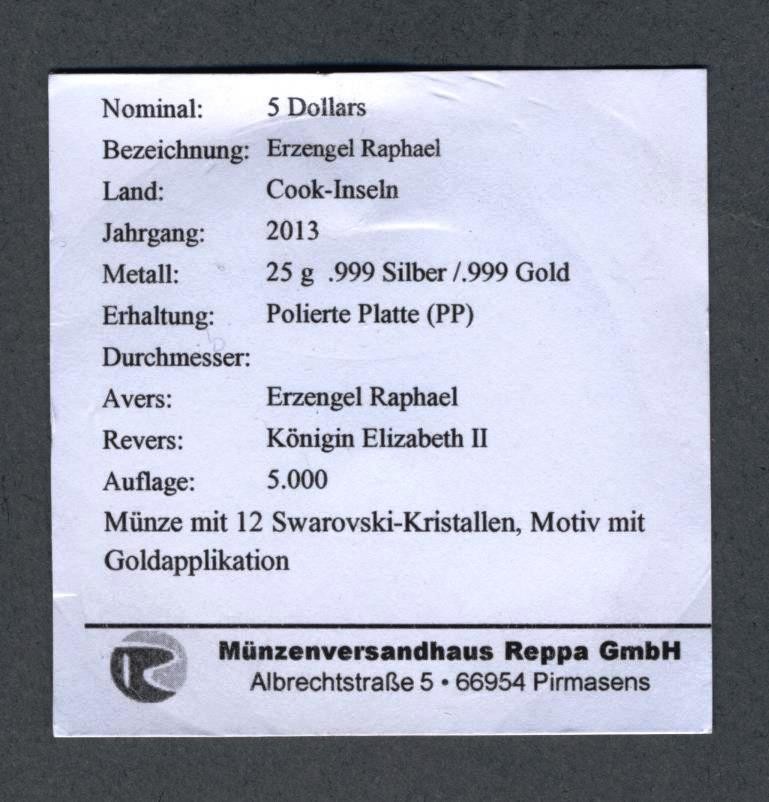 Nominal: 5 Dollars
Bezeichnung: Erzengel Raphael
Land: Cook-Inseln
Jahrgang: 2013
Metall: 25 g .999 Silber /.999 Gold
Erhaltung: Polierte Platte (PP)
Durchmesser:
Avers: Erzengel Raphael
Revers: Königin Elizabeth II
Auflage: 5.000
Münze mit 12 Swarovski-Kristallen, Motiv mit
Goldapplikation
Münzenversandhaus Reppa GmbH
Albrechtstraße 5 • 66954 Pirmasens